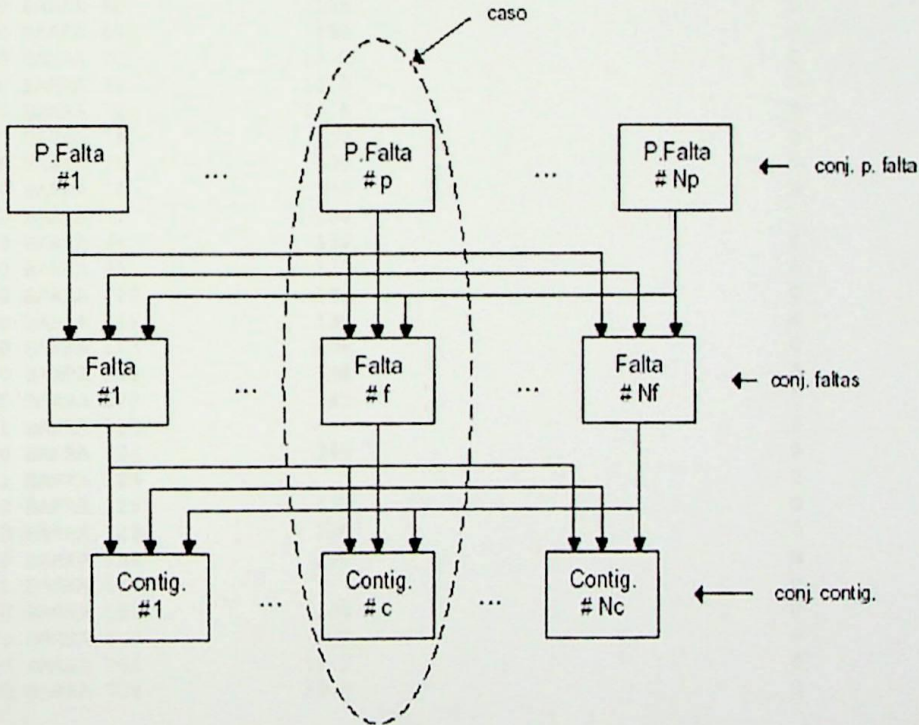 caso
P.Falta
#1
...
P.Falta
# p
...
P.Falta
# Np
conj. p. falta
Falta
#1
...
Falta
# f
...
Falta
# Nf
conj. faltas
Contig.
#1
...
Contig.
# c
...
Contig.
# Nc
conj. contig.